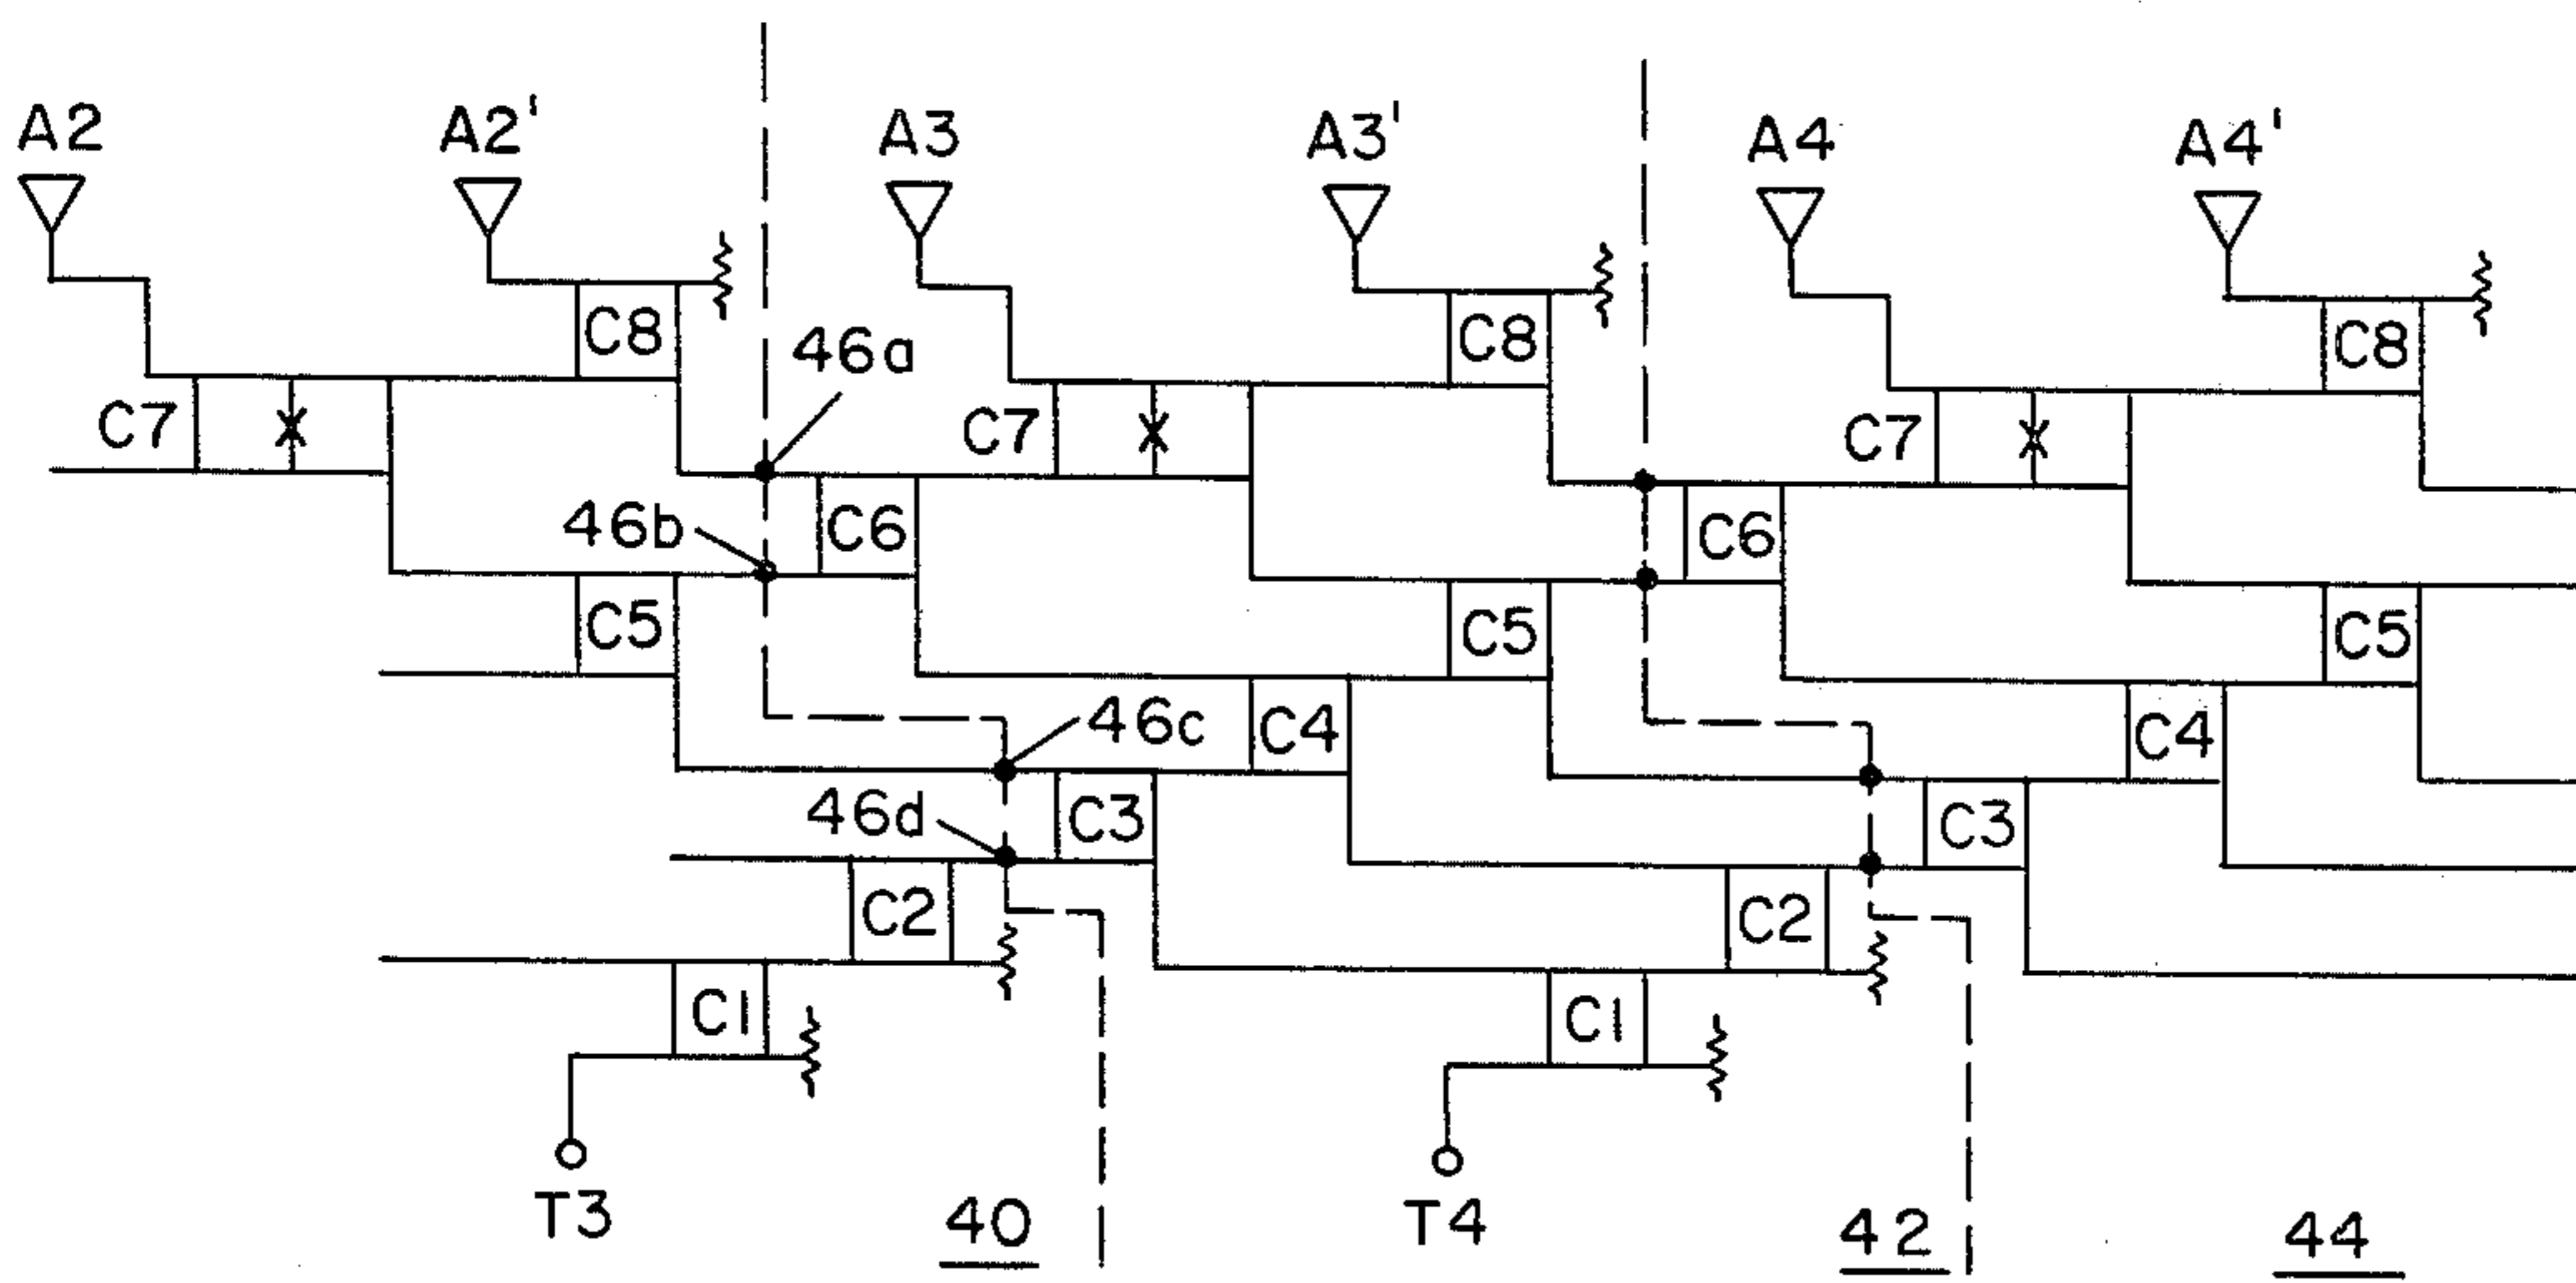 A2 A2' A3 A3' A4 A4'
C8 C8 C8
46a
C7 C7 C7
46b C6 C6
C5 C5 C5
46c C4 C4
46d C3 C3
C2 C2
C1 C1
T3 40 T4 42 44